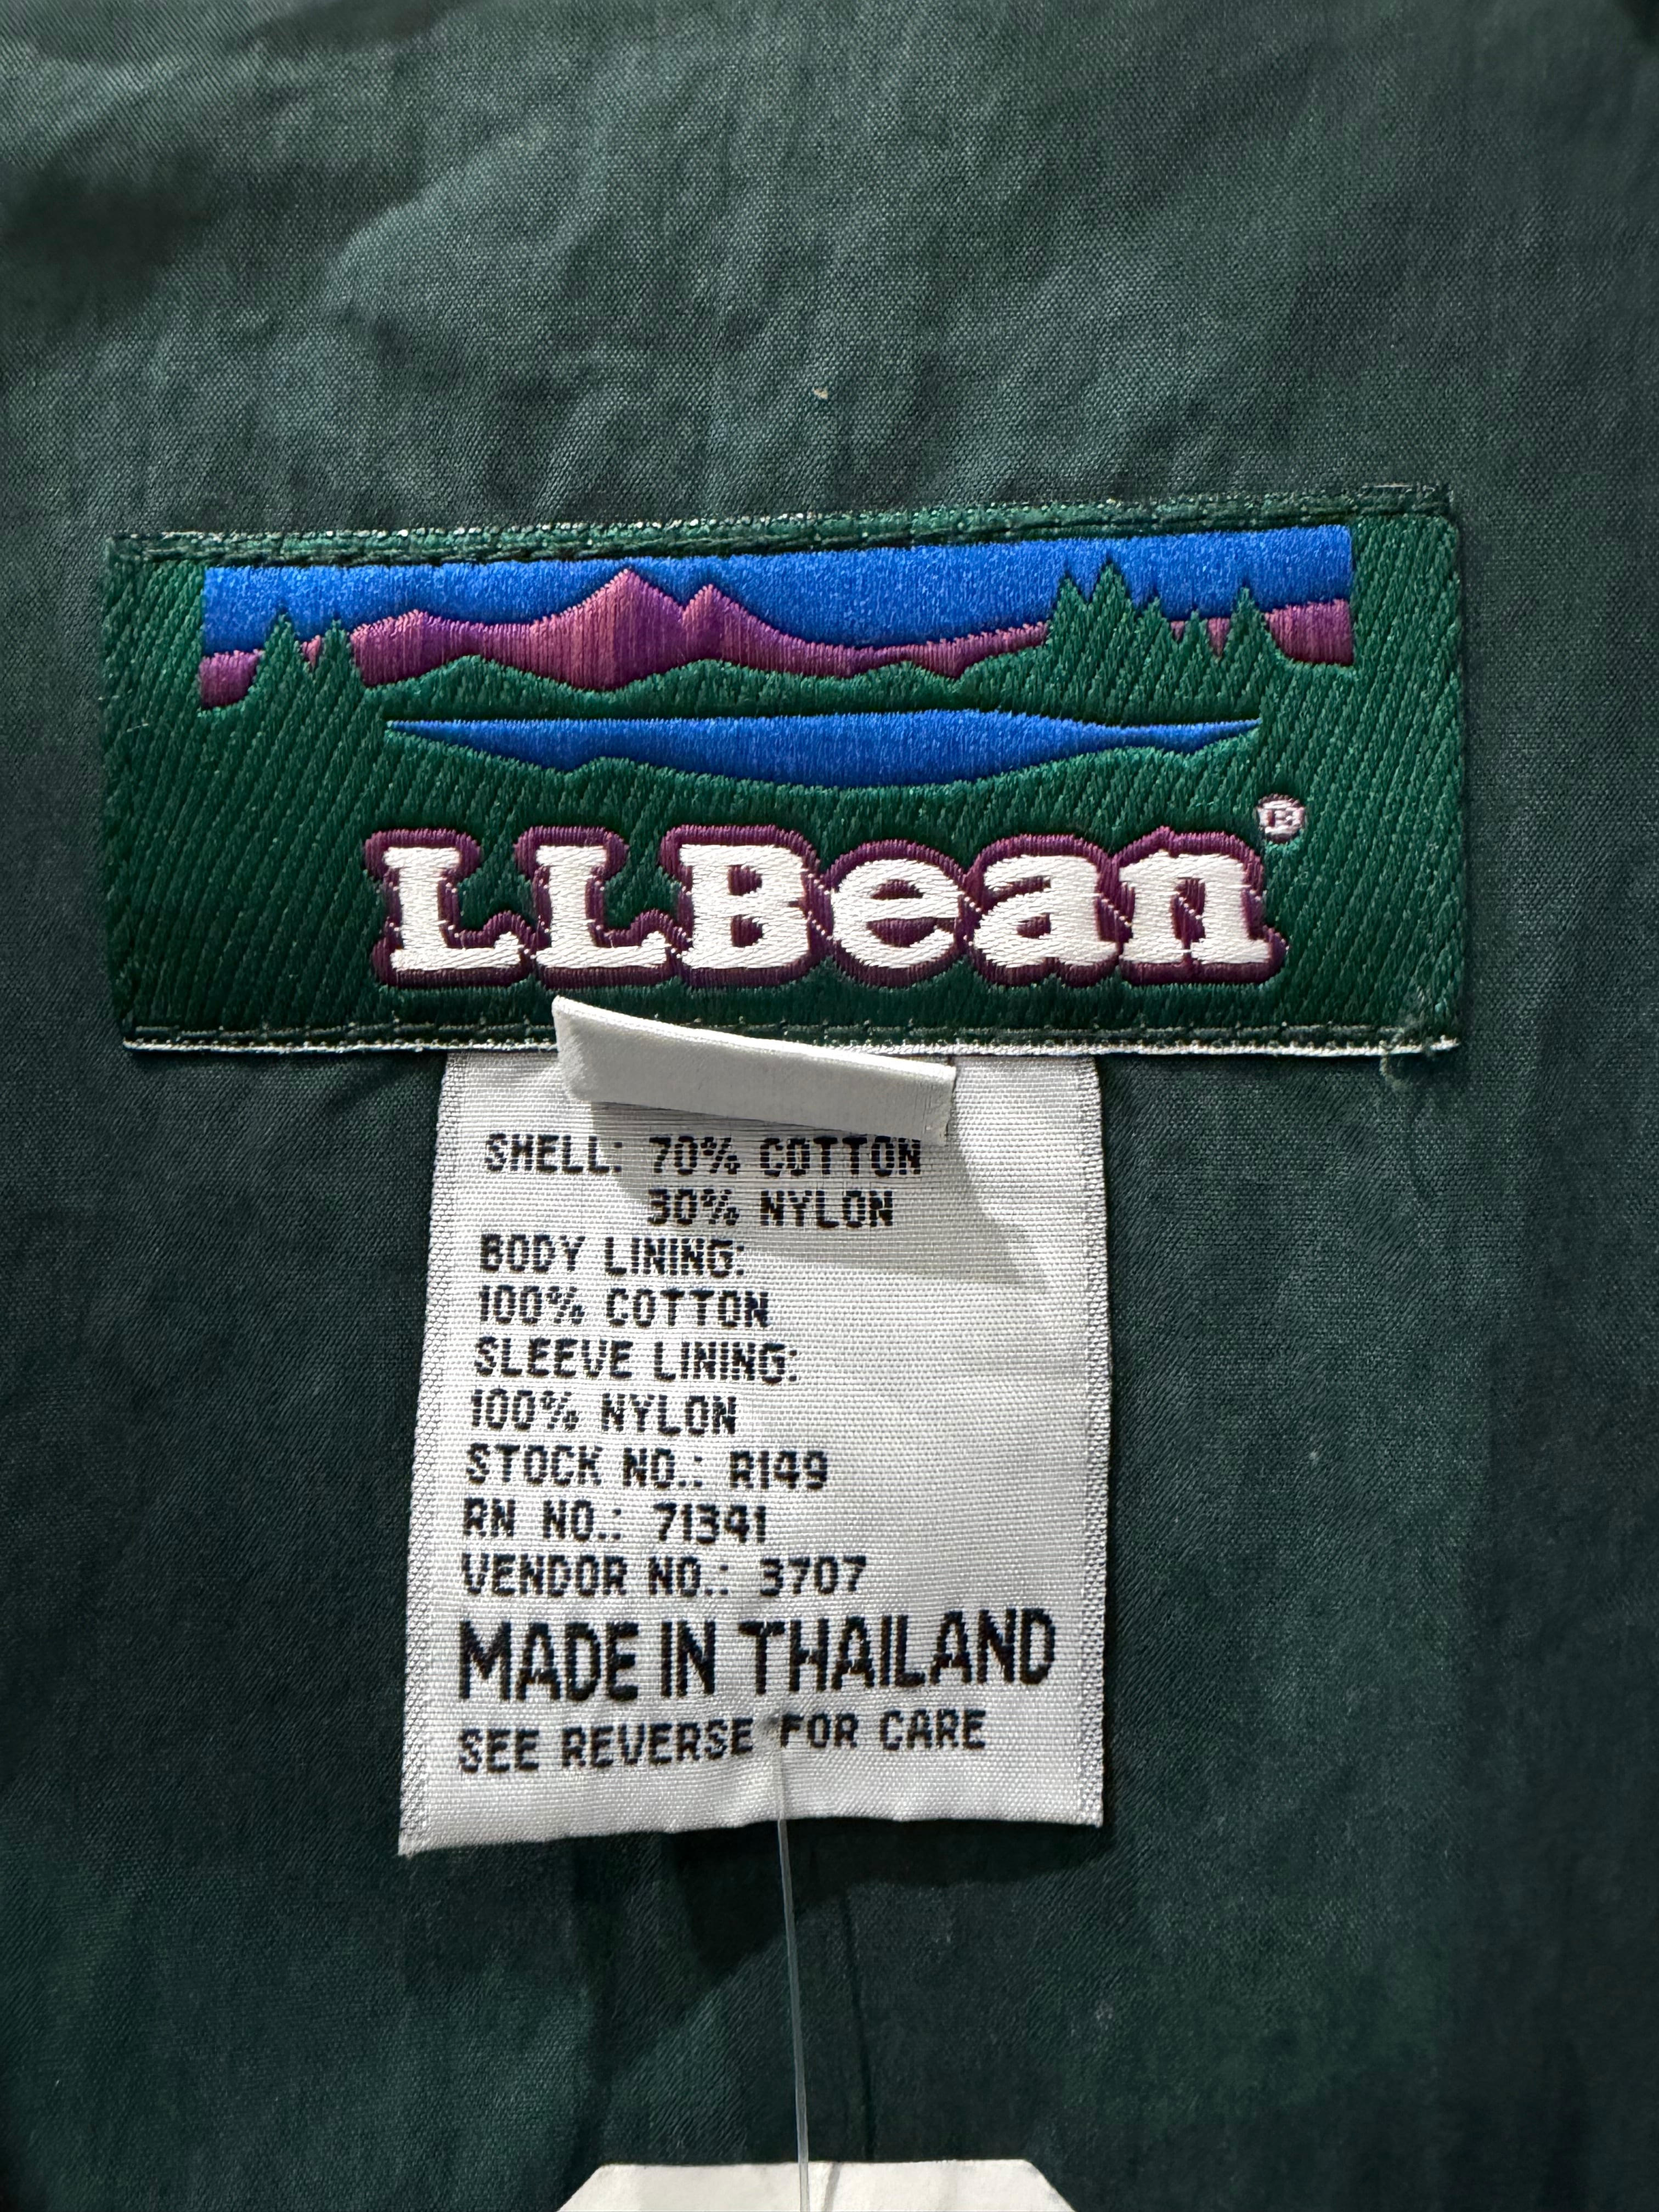 LLBean®
SHELL: 70% COTTON
30% NYLON
BODY LINING:
100% COTTON
SLEEVE LINING:
100% NYLON
STOCK NO.: R149
RN NO.: 71341
VENDOR NO.: 3707
MADE IN THAILAND
SEE REVERSE FOR CARE